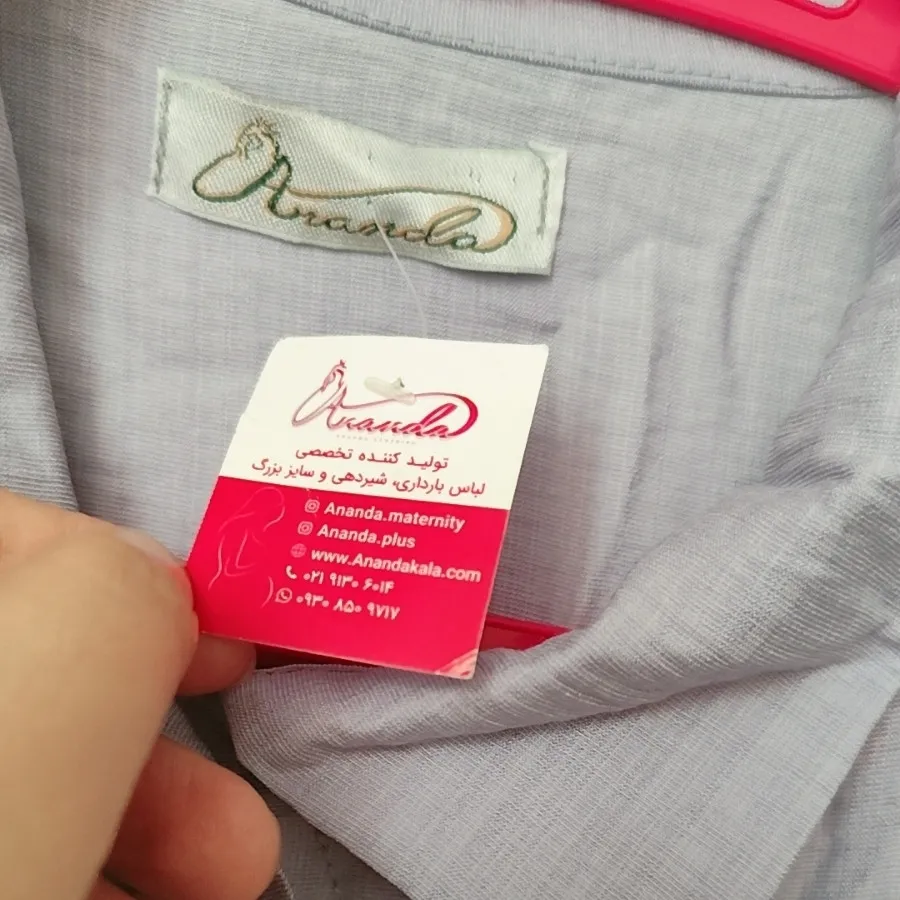 Ananda
Ananda
تولید کننده تخصصی
لباس بارداری، شیردهی و سایز بزرگ
Ananda.maternity
Ananda.plus
www.Anandakala.com
۰۲۱ ۹۱۳۰ ۶۰۱۴
۰۹۳۰ ۸۵۰ ۹۷۱۷